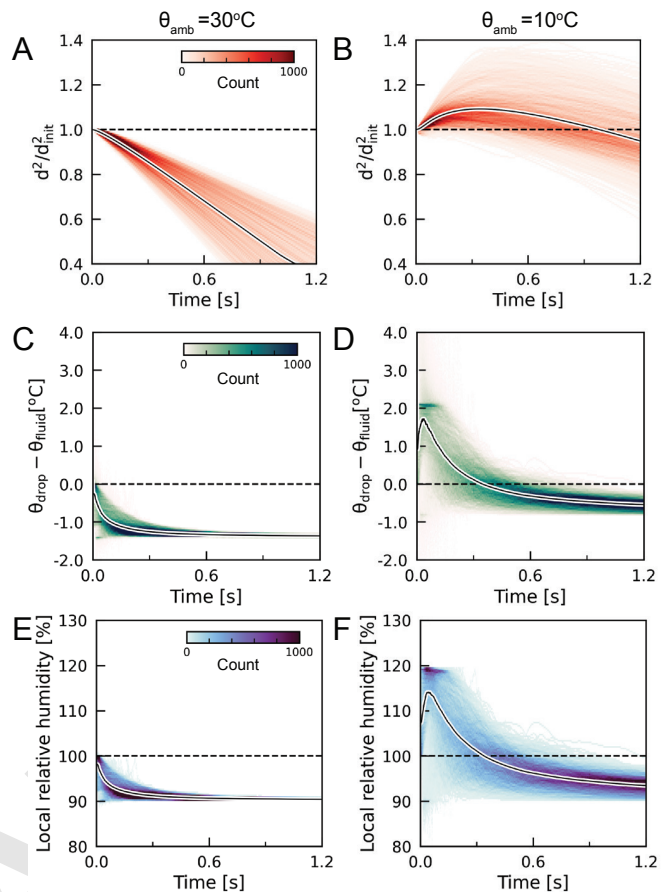 θamb =30°C
θamb =10°C
A
1.4
1.2
1.0
0.8
0.6
0.4
d²/d²init
0
1000
Count
0.0
0.6
1.2
Time [s]
B
1.4
1.2
1.0
0.8
0.6
0.4
d²/d²init
0.0
0.6
1.2
Time [s]
C
4.0
3.0
2.0
1.0
0.0
-1.0
-2.0
θdrop − θfluid[°C]
0
1000
Count
0.0
0.6
1.2
Time [s]
D
4.0
3.0
2.0
1.0
0.0
-1.0
-2.0
θdrop − θfluid[°C]
0.0
0.6
1.2
Time [s]
E
130
120
110
100
90
80
Local relative humidity [%]
0
1000
Count
0.0
0.6
1.2
Time [s]
F
130
120
110
100
90
80
Local relative humidity [%]
0.0
0.6
1.2
Time [s]